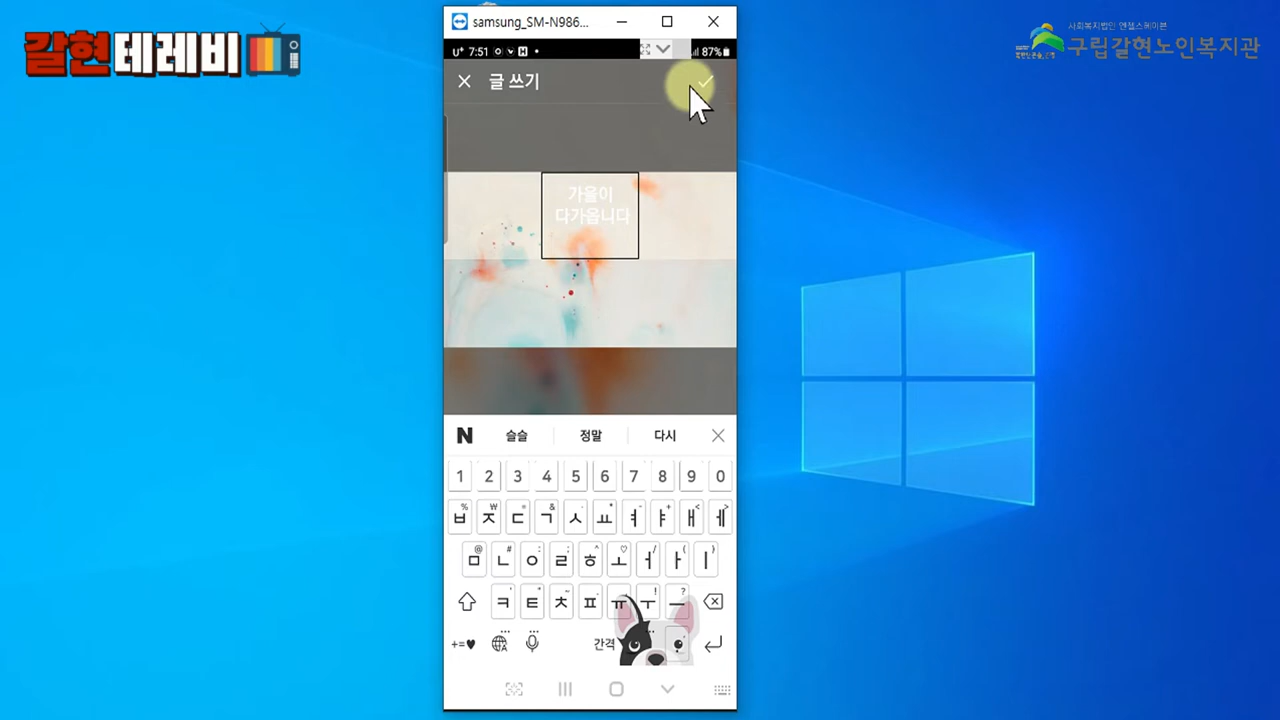 갈현테레비
사회복지법인 엔젤스헤이븐
구립갈현노인복지관
samsung_SM-N986...
U+ 7:51
87%
글 쓰기
가을이
다가옵니다
N 슬슬 정말 다시
1 2 3 4 5 6 7 8 9 0
ㅂ ㅈ ㄷ ㄱ ㅅ ㅛ ㅕ ㅑ ㅐ ㅔ
ㅁ ㄴ ㅇ ㄹ ㅎ ㅗ ㅓ ㅏ ㅣ
ㅋ ㅌ ㅊ ㅍ ㅠ ㅜ ㅡ
+=♥ 간격